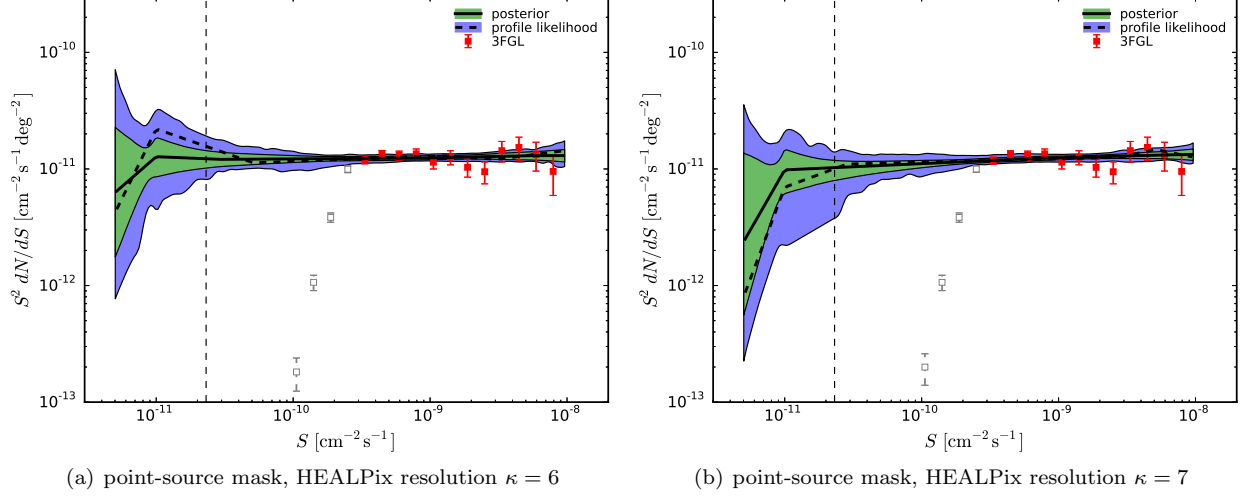 posterior
profile likelihood
3FGL
10⁻¹⁰
10⁻¹¹
10⁻¹²
10⁻¹³
S² dN/dS [cm⁻² s⁻¹ deg⁻²]
10⁻¹¹ 10⁻¹⁰ 10⁻⁹ 10⁻⁸
S [cm⁻² s⁻¹]
(a) point-source mask, HEALPix resolution κ = 6
posterior
profile likelihood
3FGL
10⁻¹⁰
10⁻¹¹
10⁻¹²
10⁻¹³
S² dN/dS [cm⁻² s⁻¹ deg⁻²]
10⁻¹¹ 10⁻¹⁰ 10⁻⁹ 10⁻⁸
S [cm⁻² s⁻¹]
(b) point-source mask, HEALPix resolution κ = 7